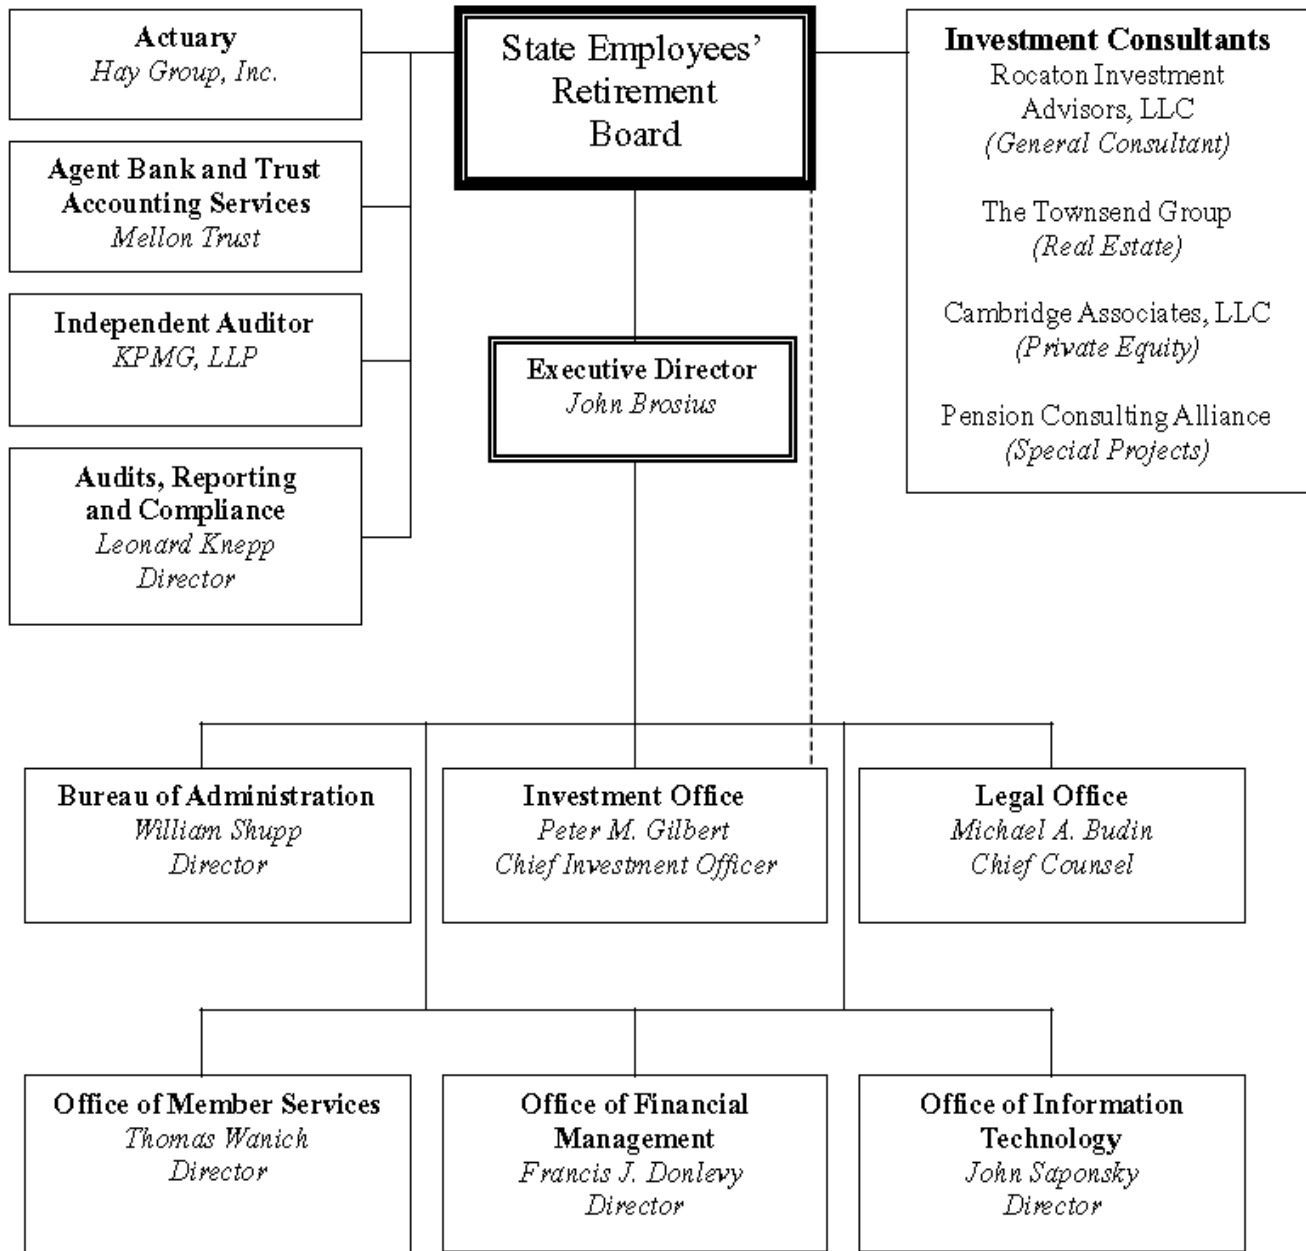 Actuary
Hay Group, Inc.
Agent Bank and Trust
Accounting Services
Mellon Trust
Independent Auditor
KPMG, LLP
Audits, Reporting
and Compliance
Leonard Knepp
Director
State Employees’
Retirement
Board
Executive Director
John Brosius
Investment Consultants
Rocaton Investment
Advisors, LLC
(General Consultant)
The Townsend Group
(Real Estate)
Cambridge Associates, LLC
(Private Equity)
Pension Consulting Alliance
(Special Projects)
Bureau of Administration
William Shupp
Director
Investment Office
Peter M. Gilbert
Chief Investment Officer
Legal Office
Michael A. Budin
Chief Counsel
Office of Member Services
Thomas Wanich
Director
Office of Financial
Management
Francis J. Donlevy
Director
Office of Information
Technology
John Saponsky
Director